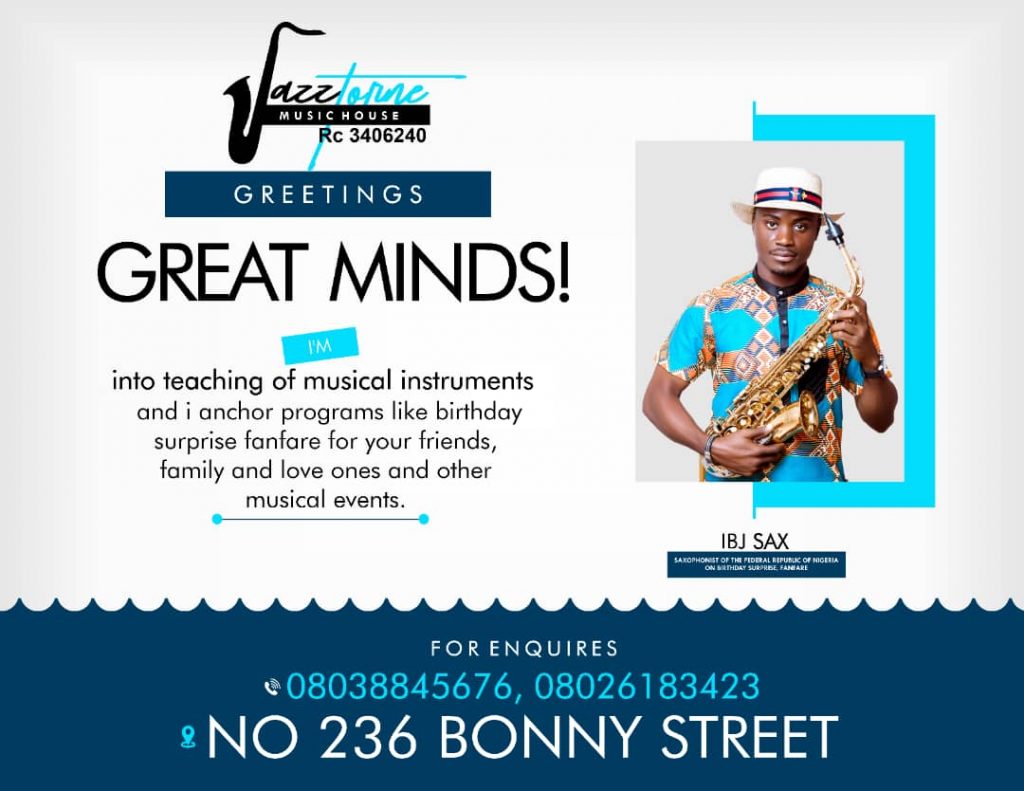 Jazztorne
MUSIC HOUSE
Rc 3406240
GREETINGS
GREAT MINDS!
I'M
into teaching of musical instruments
and i anchor programs like birthday
surprise fanfare for your friends,
family and love ones and other
musical events.
IBJ SAX
SAXOPHONIST OF THE FEDERAL REPUBLIC OF NIGERIA
ON BIRTHDAY SURPRISE, FANFARE
FOR ENQUIRES
08038845676, 08026183423
NO 236 BONNY STREET